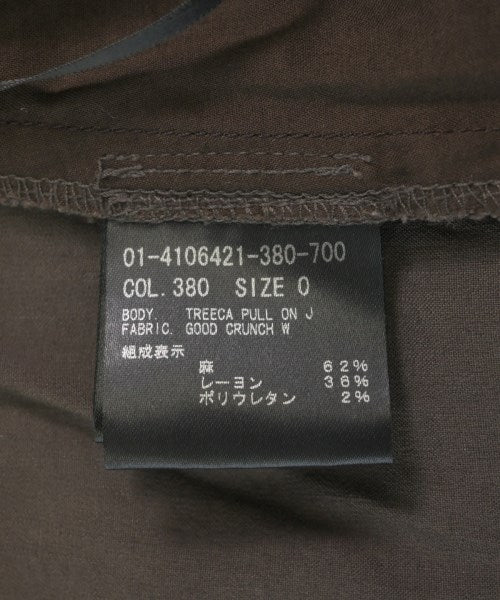 01-4106421-380-700
COL. 380 SIZE 0
BODY. TREECA PULL ON J
FABRIC. GOOD CRUNCH W
組成表示
麻 62%
レーヨン 36%
ポリウレタン 2%